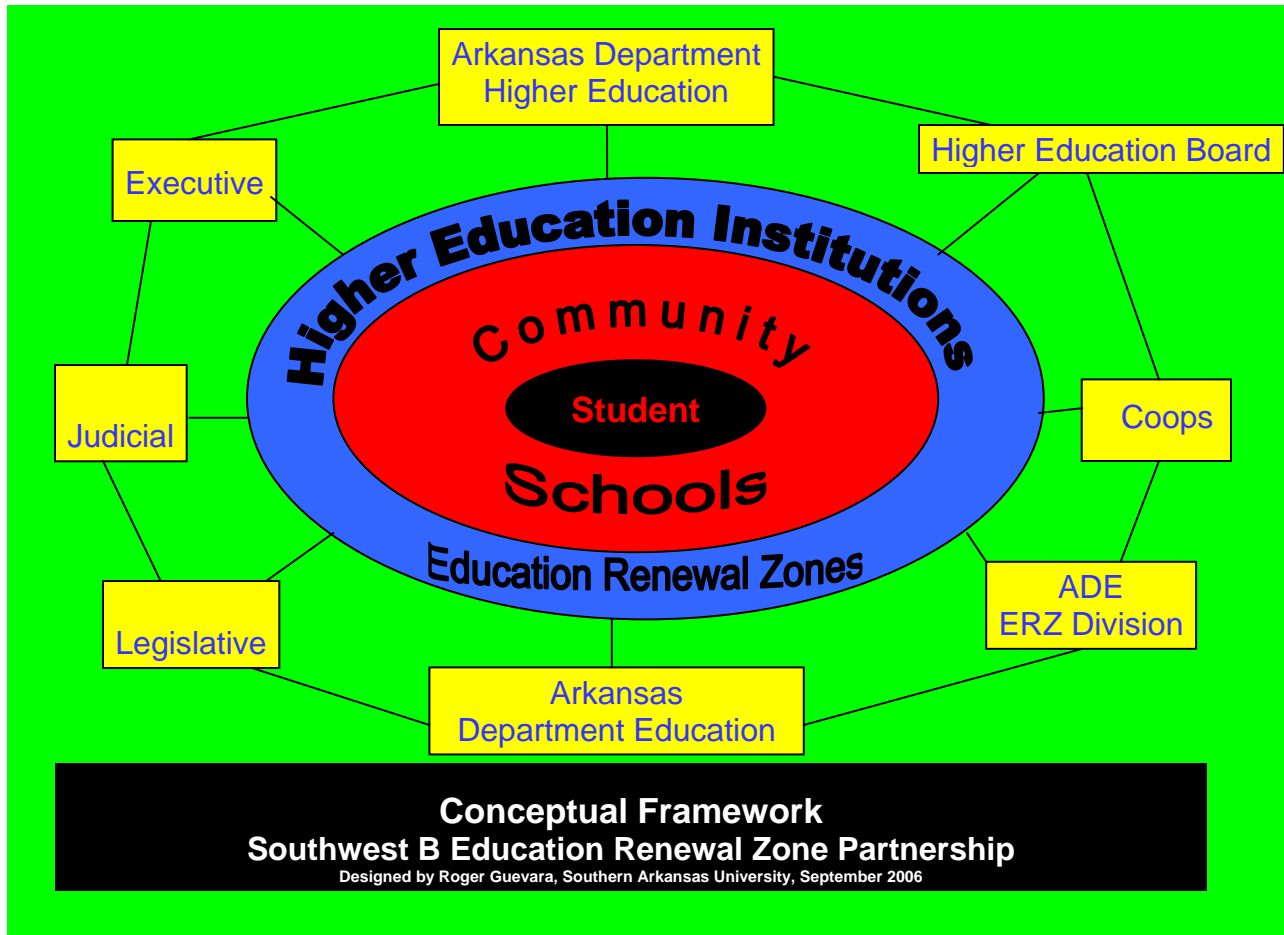 Arkansas Department
Higher Education
Higher Education Board
Executive
Higher Education Institutions
Community
Student
Schools
Education Renewal Zones
Judicial
Coops
Legislative
ADE
ERZ Division
Arkansas
Department Education
Conceptual Framework
Southwest B Education Renewal Zone Partnership
Designed by Roger Guevara, Southern Arkansas University, September 2006